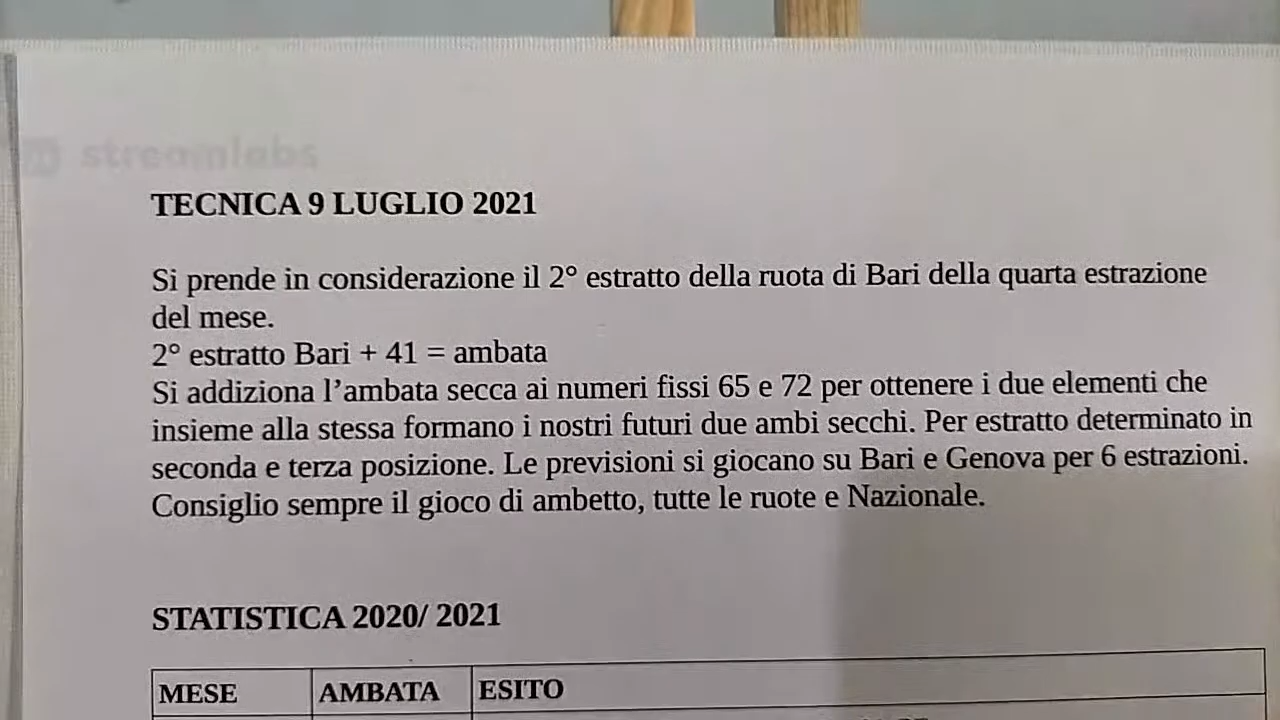 streamlabs
TECNICA 9 LUGLIO 2021
Si prende in considerazione il 2° estratto della ruota di Bari della quarta estrazione
del mese.
2° estratto Bari + 41 = ambata
Si addiziona l’ambata secca ai numeri fissi 65 e 72 per ottenere i due elementi che
insieme alla stessa formano i nostri futuri due ambi secchi. Per estratto determinato in
seconda e terza posizione. Le previsioni si giocano su Bari e Genova per 6 estrazioni.
Consiglio sempre il gioco di ambetto, tutte le ruote e Nazionale.
STATISTICA 2020/ 2021
MESE AMBATA ESITO